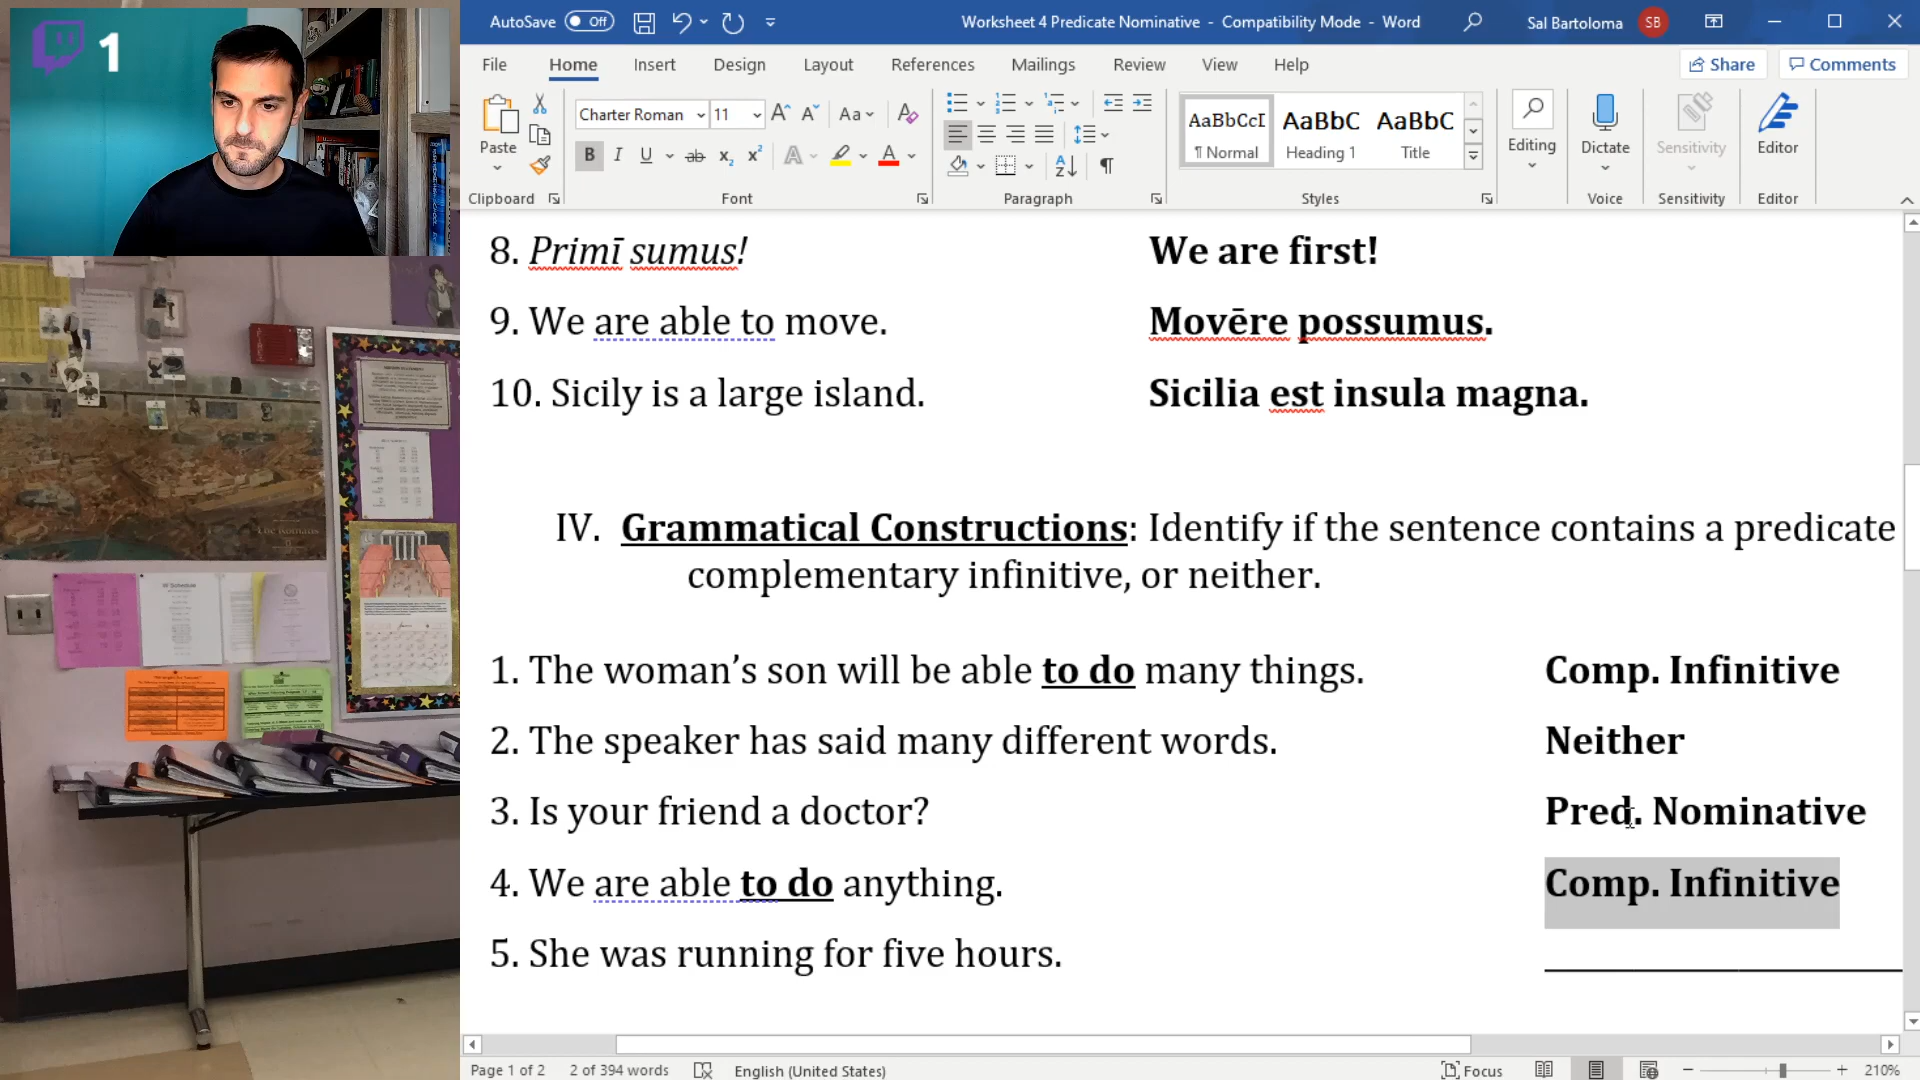 1
AutoSave Off
Worksheet 4 Predicate Nominative - Compatibility Mode - Word
Sal Bartoloma SB
File Home Insert Design Layout References Mailings Review View Help
Share Comments
Paste
Charter Roman 11
AaBbCcI AaBbC AaBbC
¶ Normal Heading 1 Title
Editing Dictate Sensitivity Editor
Clipboard Font Paragraph Styles Voice Sensitivity Editor
8. Primī sumus! We are first!
9. We are able to move. Movēre possumus.
10. Sicily is a large island. Sicilia est insula magna.
IV. Grammatical Constructions: Identify if the sentence contains a predicate
complementary infinitive, or neither.
1. The woman’s son will be able to do many things. Comp. Infinitive
2. The speaker has said many different words. Neither
3. Is your friend a doctor? Pred. Nominative
4. We are able to do anything. Comp. Infinitive
5. She was running for five hours.
Page 1 of 2 2 of 394 words English (United States) Focus 210%
The Romans